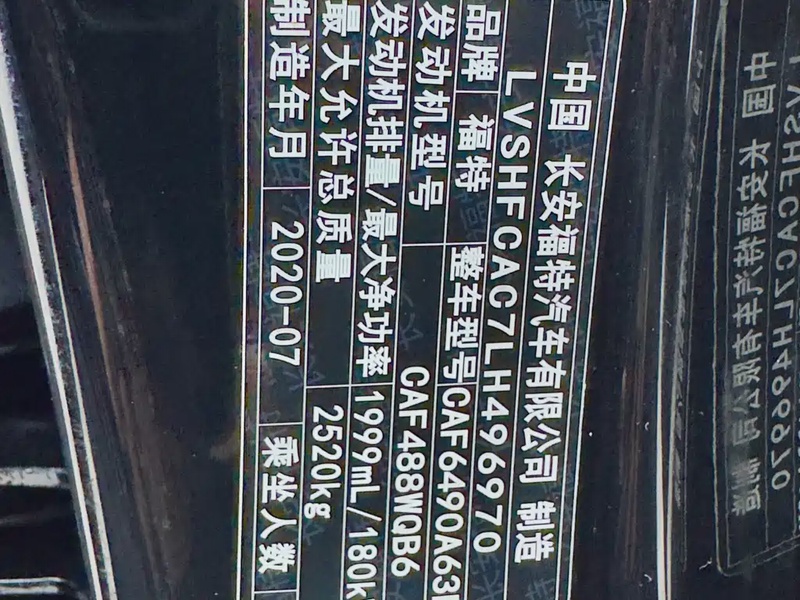 中国 长安福特汽车有限公司 制造
LVSHFCAC7LH496970
品牌 福特 整车型号 CAF6490A63
发动机型号 CAF488WQB6
发动机排量/最大净功率 1999mL/180k
最大允许总质量 2520kg
制造年月 2020-07 乘坐人数